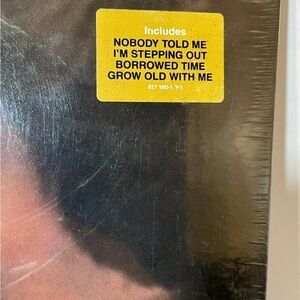 Includes
NOBODY TOLD ME
I'M STEPPING OUT
BORROWED TIME
GROW OLD WITH ME
817 160-1 Y-1